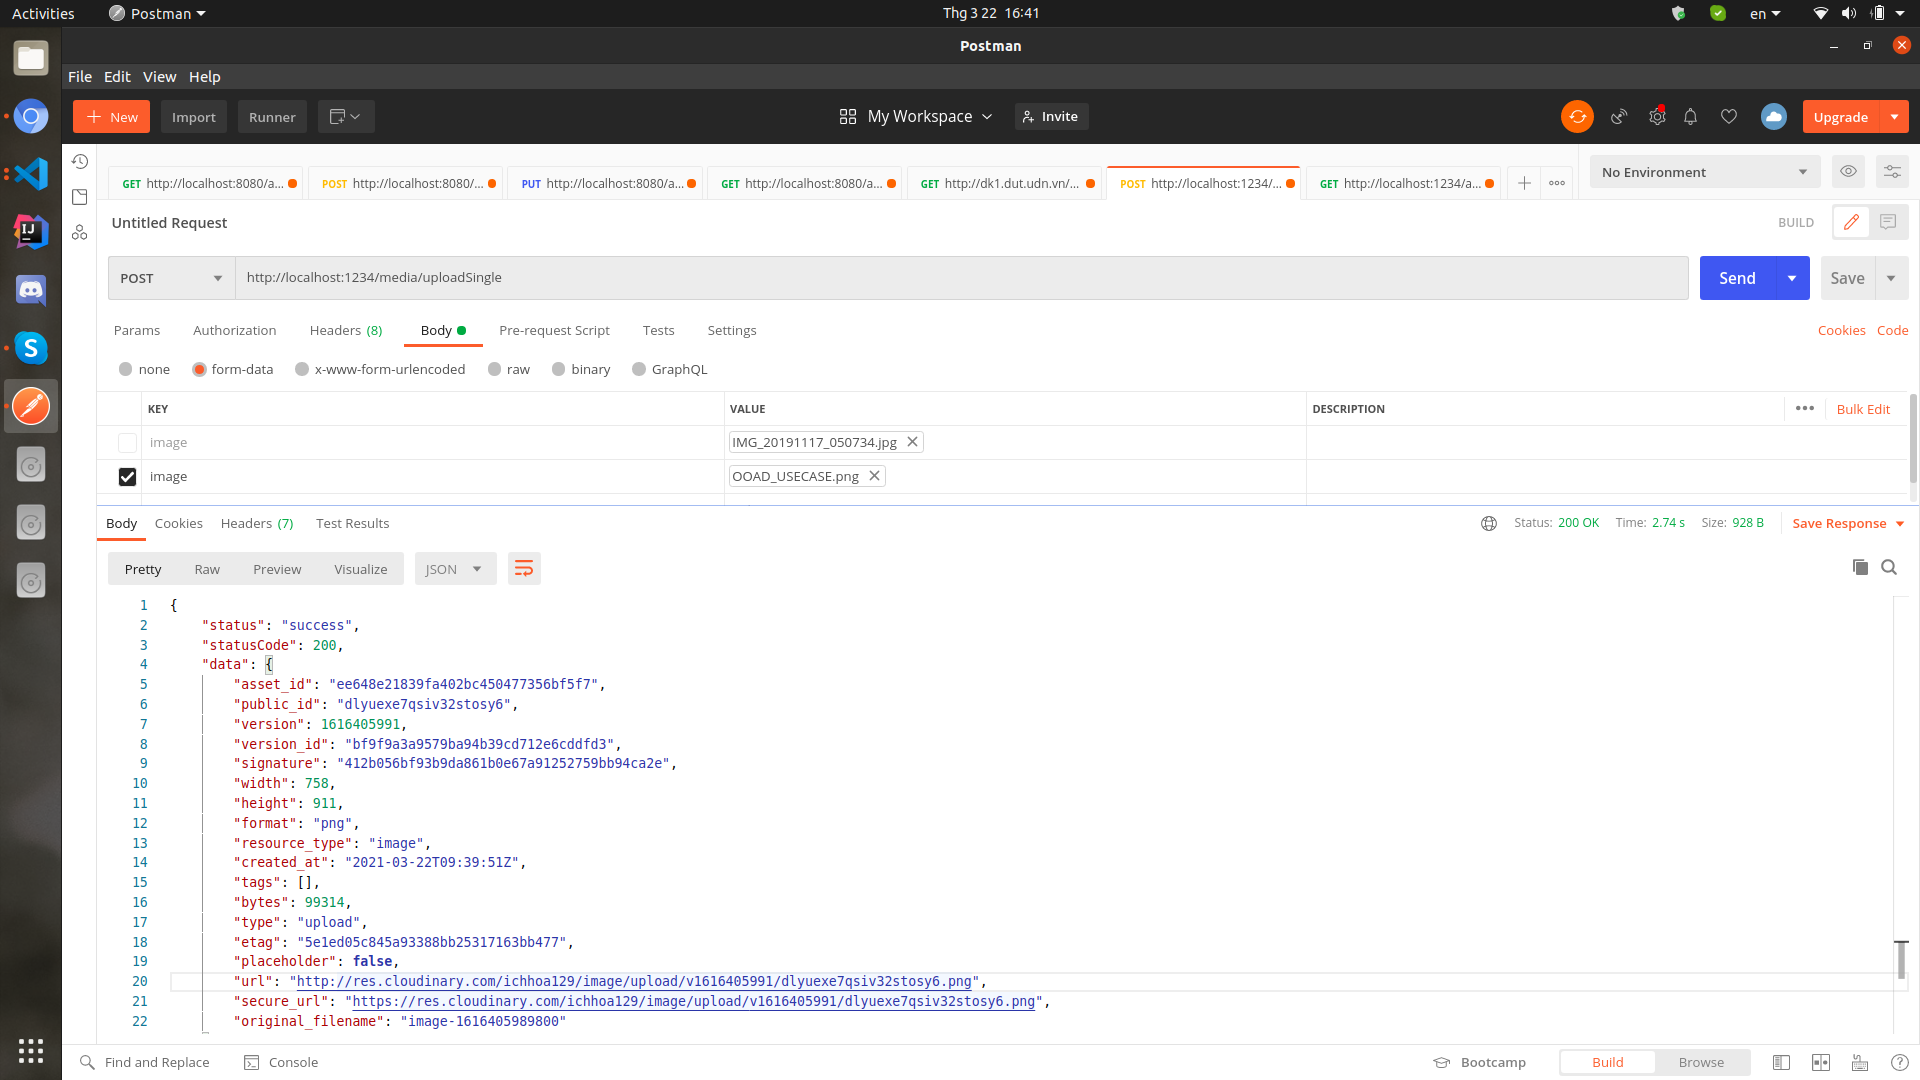 Activities Postman Thg 3 22 16:41 en
Postman
File Edit View Help
New Import Runner My Workspace Invite Upgrade
GET http://localhost:8080/a... POST http://localhost:8080/... PUT http://localhost:8080/a... GET http://localhost:8080/a... GET http://dk1.dut.udn.vn/... POST http://localhost:1234/... GET http://localhost:1234/a... No Environment
Untitled Request BUILD
POST http://localhost:1234/media/uploadSingle Send Save
Params Authorization Headers (8) Body Pre-request Script Tests Settings Cookies Code
none form-data x-www-form-urlencoded raw binary GraphQL
KEY VALUE DESCRIPTION Bulk Edit
image IMG_20191117_050734.jpg
image OOAD_USECASE.png
Body Cookies Headers (7) Test Results Status: 200 OK Time: 2.74 s Size: 928 B Save Response
Pretty Raw Preview Visualize JSON
1 {
2 "status": "success",
3 "statusCode": 200,
4 "data": {
5 "asset_id": "ee648e21839fa402bc450477356bf5f7",
6 "public_id": "dlyuexe7qsiv32stosy6",
7 "version": 1616405991,
8 "version_id": "bf9f9a3a9579ba94b39cd712e6cddfd3",
9 "signature": "412b056bf93b9da861b0e67a91252759bb94ca2e",
10 "width": 758,
11 "height": 911,
12 "format": "png",
13 "resource_type": "image",
14 "created_at": "2021-03-22T09:39:51Z",
15 "tags": [],
16 "bytes": 99314,
17 "type": "upload",
18 "etag": "5e1ed05c845a93388bb25317163bb477",
19 "placeholder": false,
20 "url": "http://res.cloudinary.com/ichhoa129/image/upload/v1616405991/dlyuexe7qsiv32stosy6.png",
21 "secure_url": "https://res.cloudinary.com/ichhoa129/image/upload/v1616405991/dlyuexe7qsiv32stosy6.png",
22 "original_filename": "image-1616405989800"
Find and Replace Console Bootcamp Build Browse